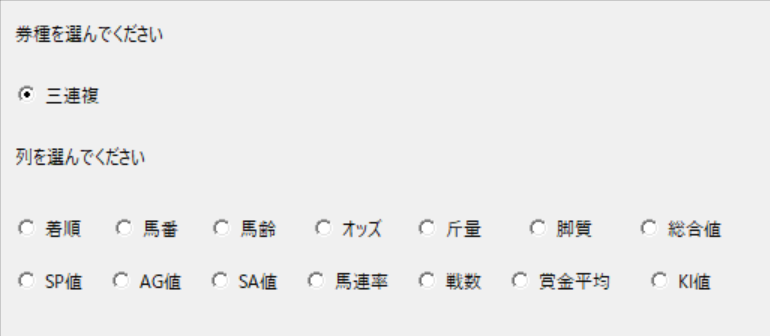 券種を選んでください
三連複
列を選んでください
着順 馬番 馬齢 オッズ 斤量 脚質 総合値
SP値 AG値 SA値 馬連率 戦数 賞金平均 KI値